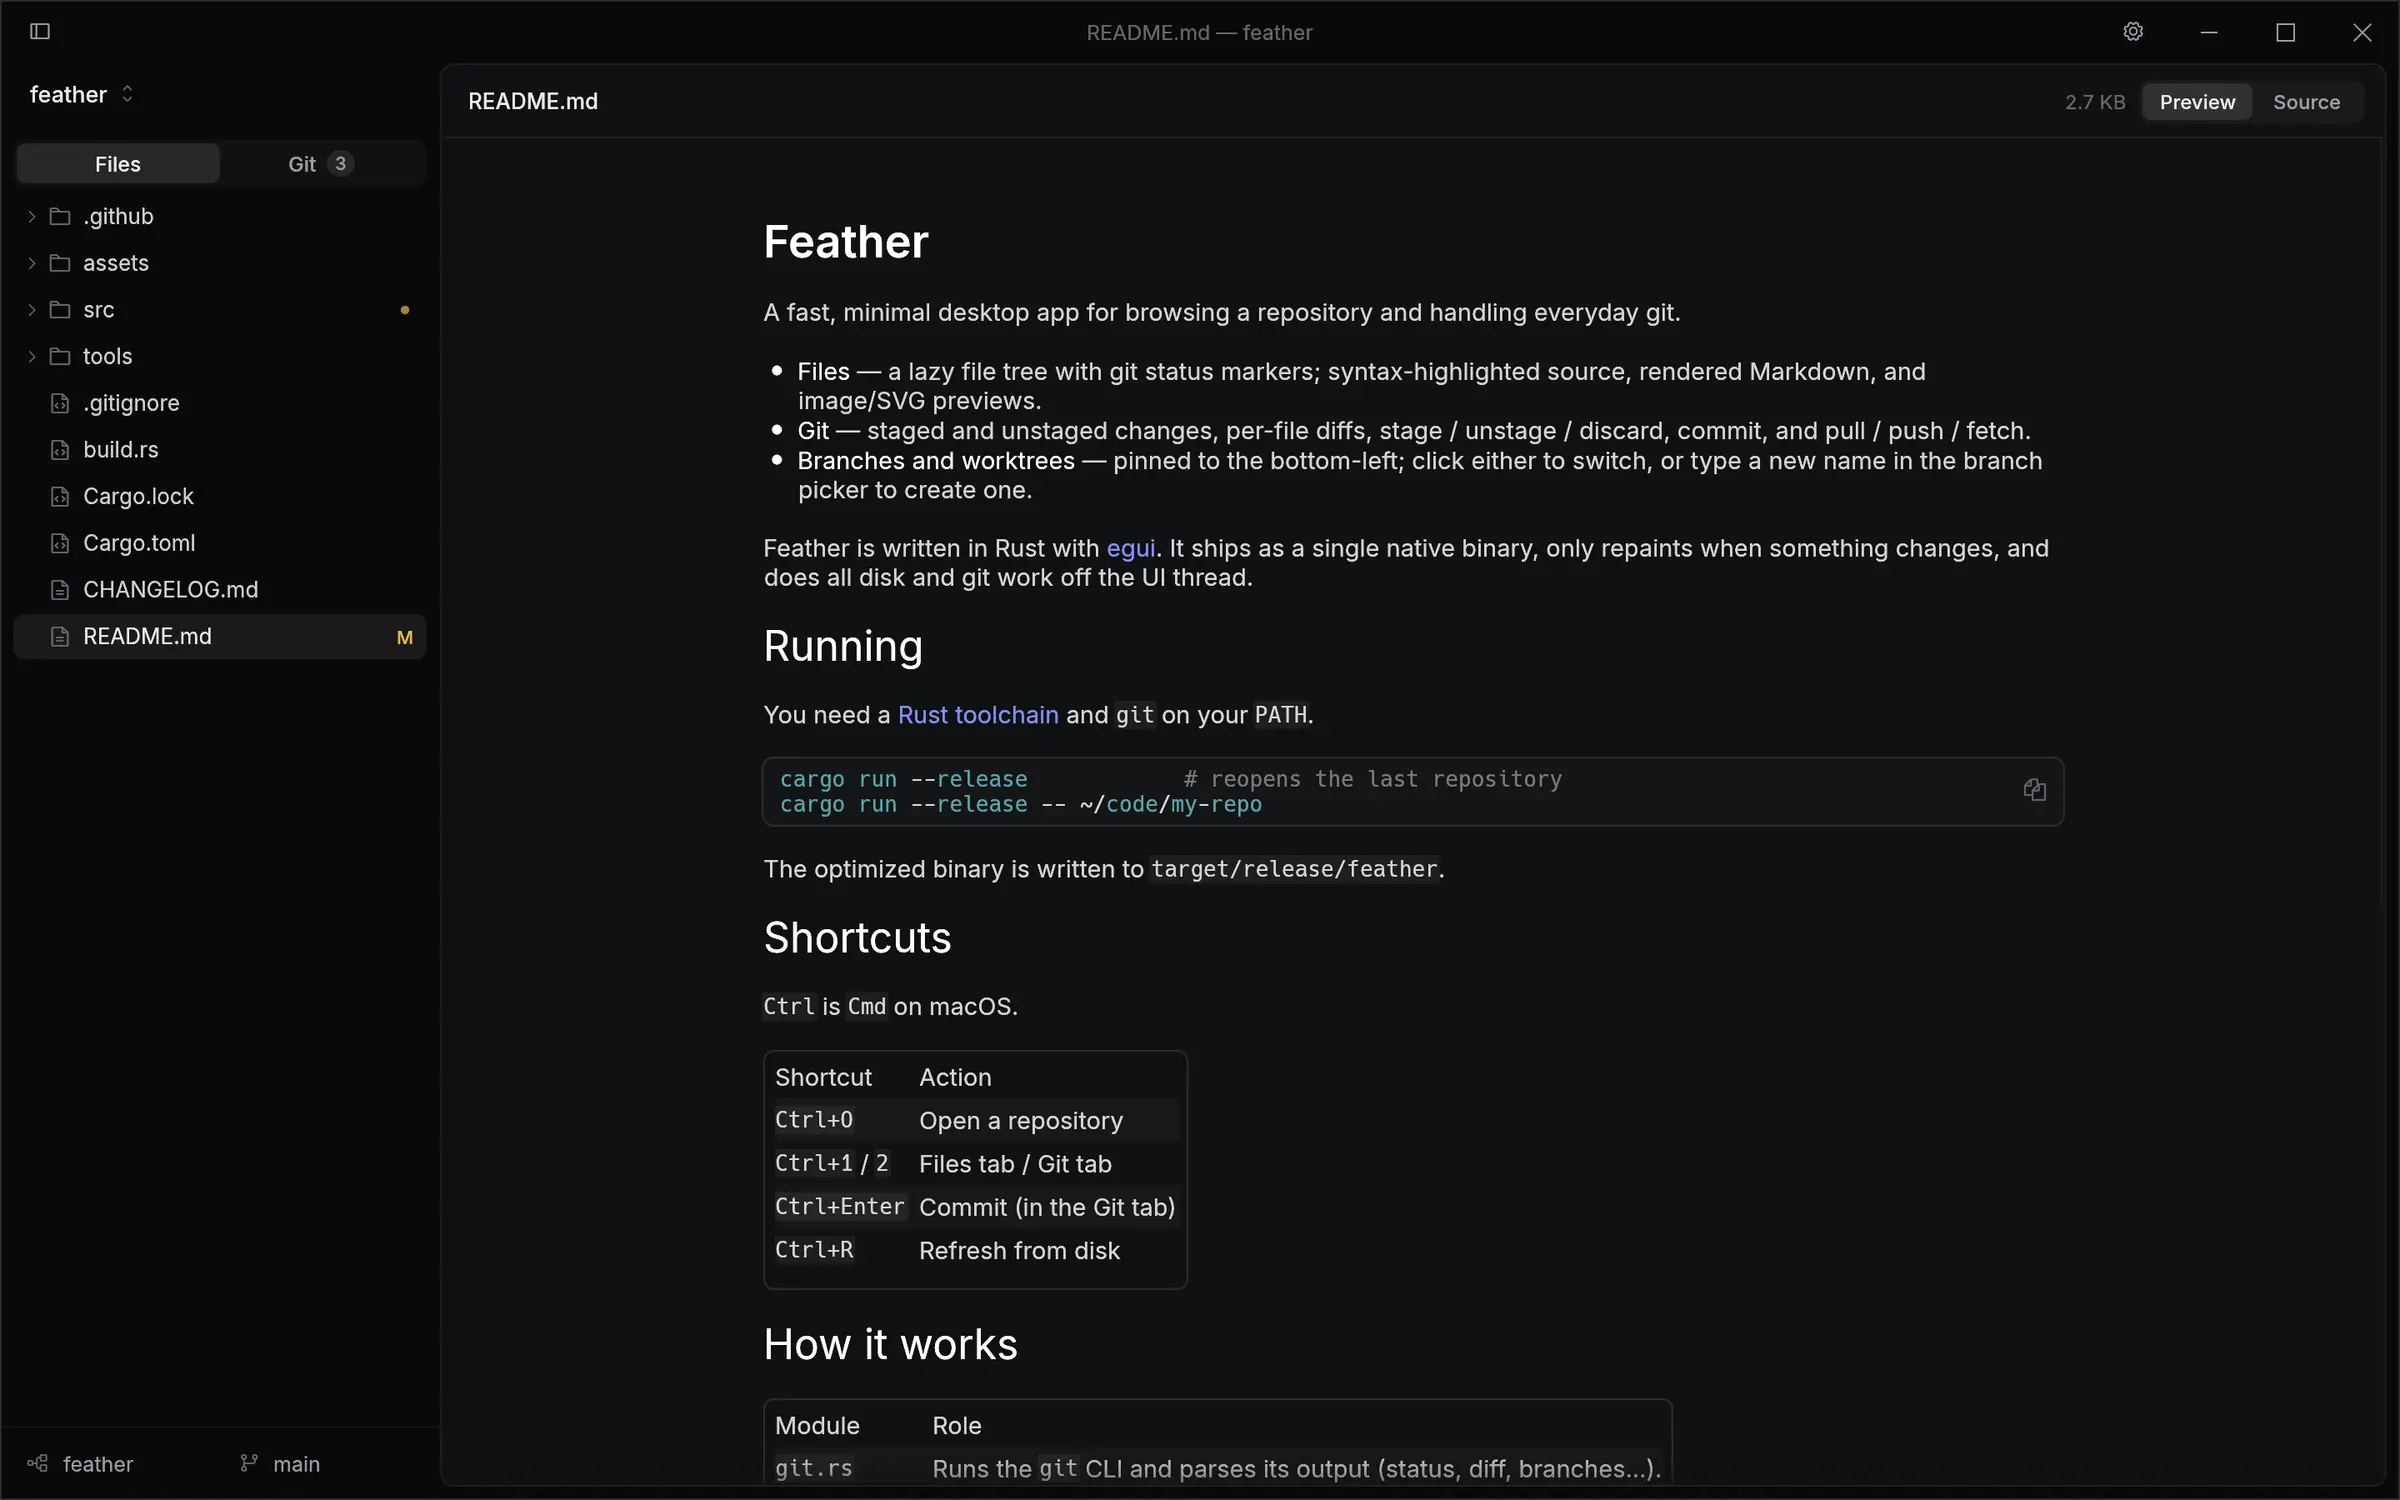 README.md — feather
feather
Files
Git 3
.github
assets
src
tools
.gitignore
build.rs
Cargo.lock
Cargo.toml
CHANGELOG.md
README.md M
feather
main
README.md
2.7 KB
Preview
Source
Feather
A fast, minimal desktop app for browsing a repository and handling everyday git.
• Files — a lazy file tree with git status markers; syntax-highlighted source, rendered Markdown, and
image/SVG previews.
• Git — staged and unstaged changes, per-file diffs, stage / unstage / discard, commit, and pull / push / fetch.
• Branches and worktrees — pinned to the bottom-left; click either to switch, or type a new name in the branch
picker to create one.
Feather is written in Rust with egui. It ships as a single native binary, only repaints when something changes, and
does all disk and git work off the UI thread.
Running
You need a Rust toolchain and git on your PATH.
cargo run --release            # reopens the last repository
cargo run --release -- ~/code/my-repo
The optimized binary is written to target/release/feather.
Shortcuts
Ctrl is Cmd on macOS.
Shortcut Action
Ctrl+O Open a repository
Ctrl+1 / 2 Files tab / Git tab
Ctrl+Enter Commit (in the Git tab)
Ctrl+R Refresh from disk
How it works
Module Role
git.rs Runs the git CLI and parses its output (status, diff, branches…).